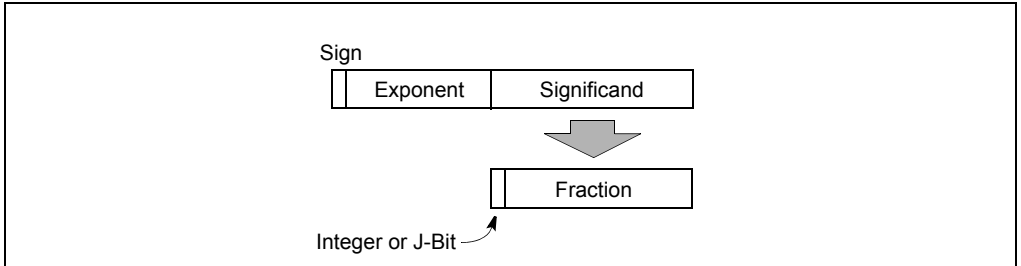 Sign
Exponent Significand
Fraction
Integer or J-Bit